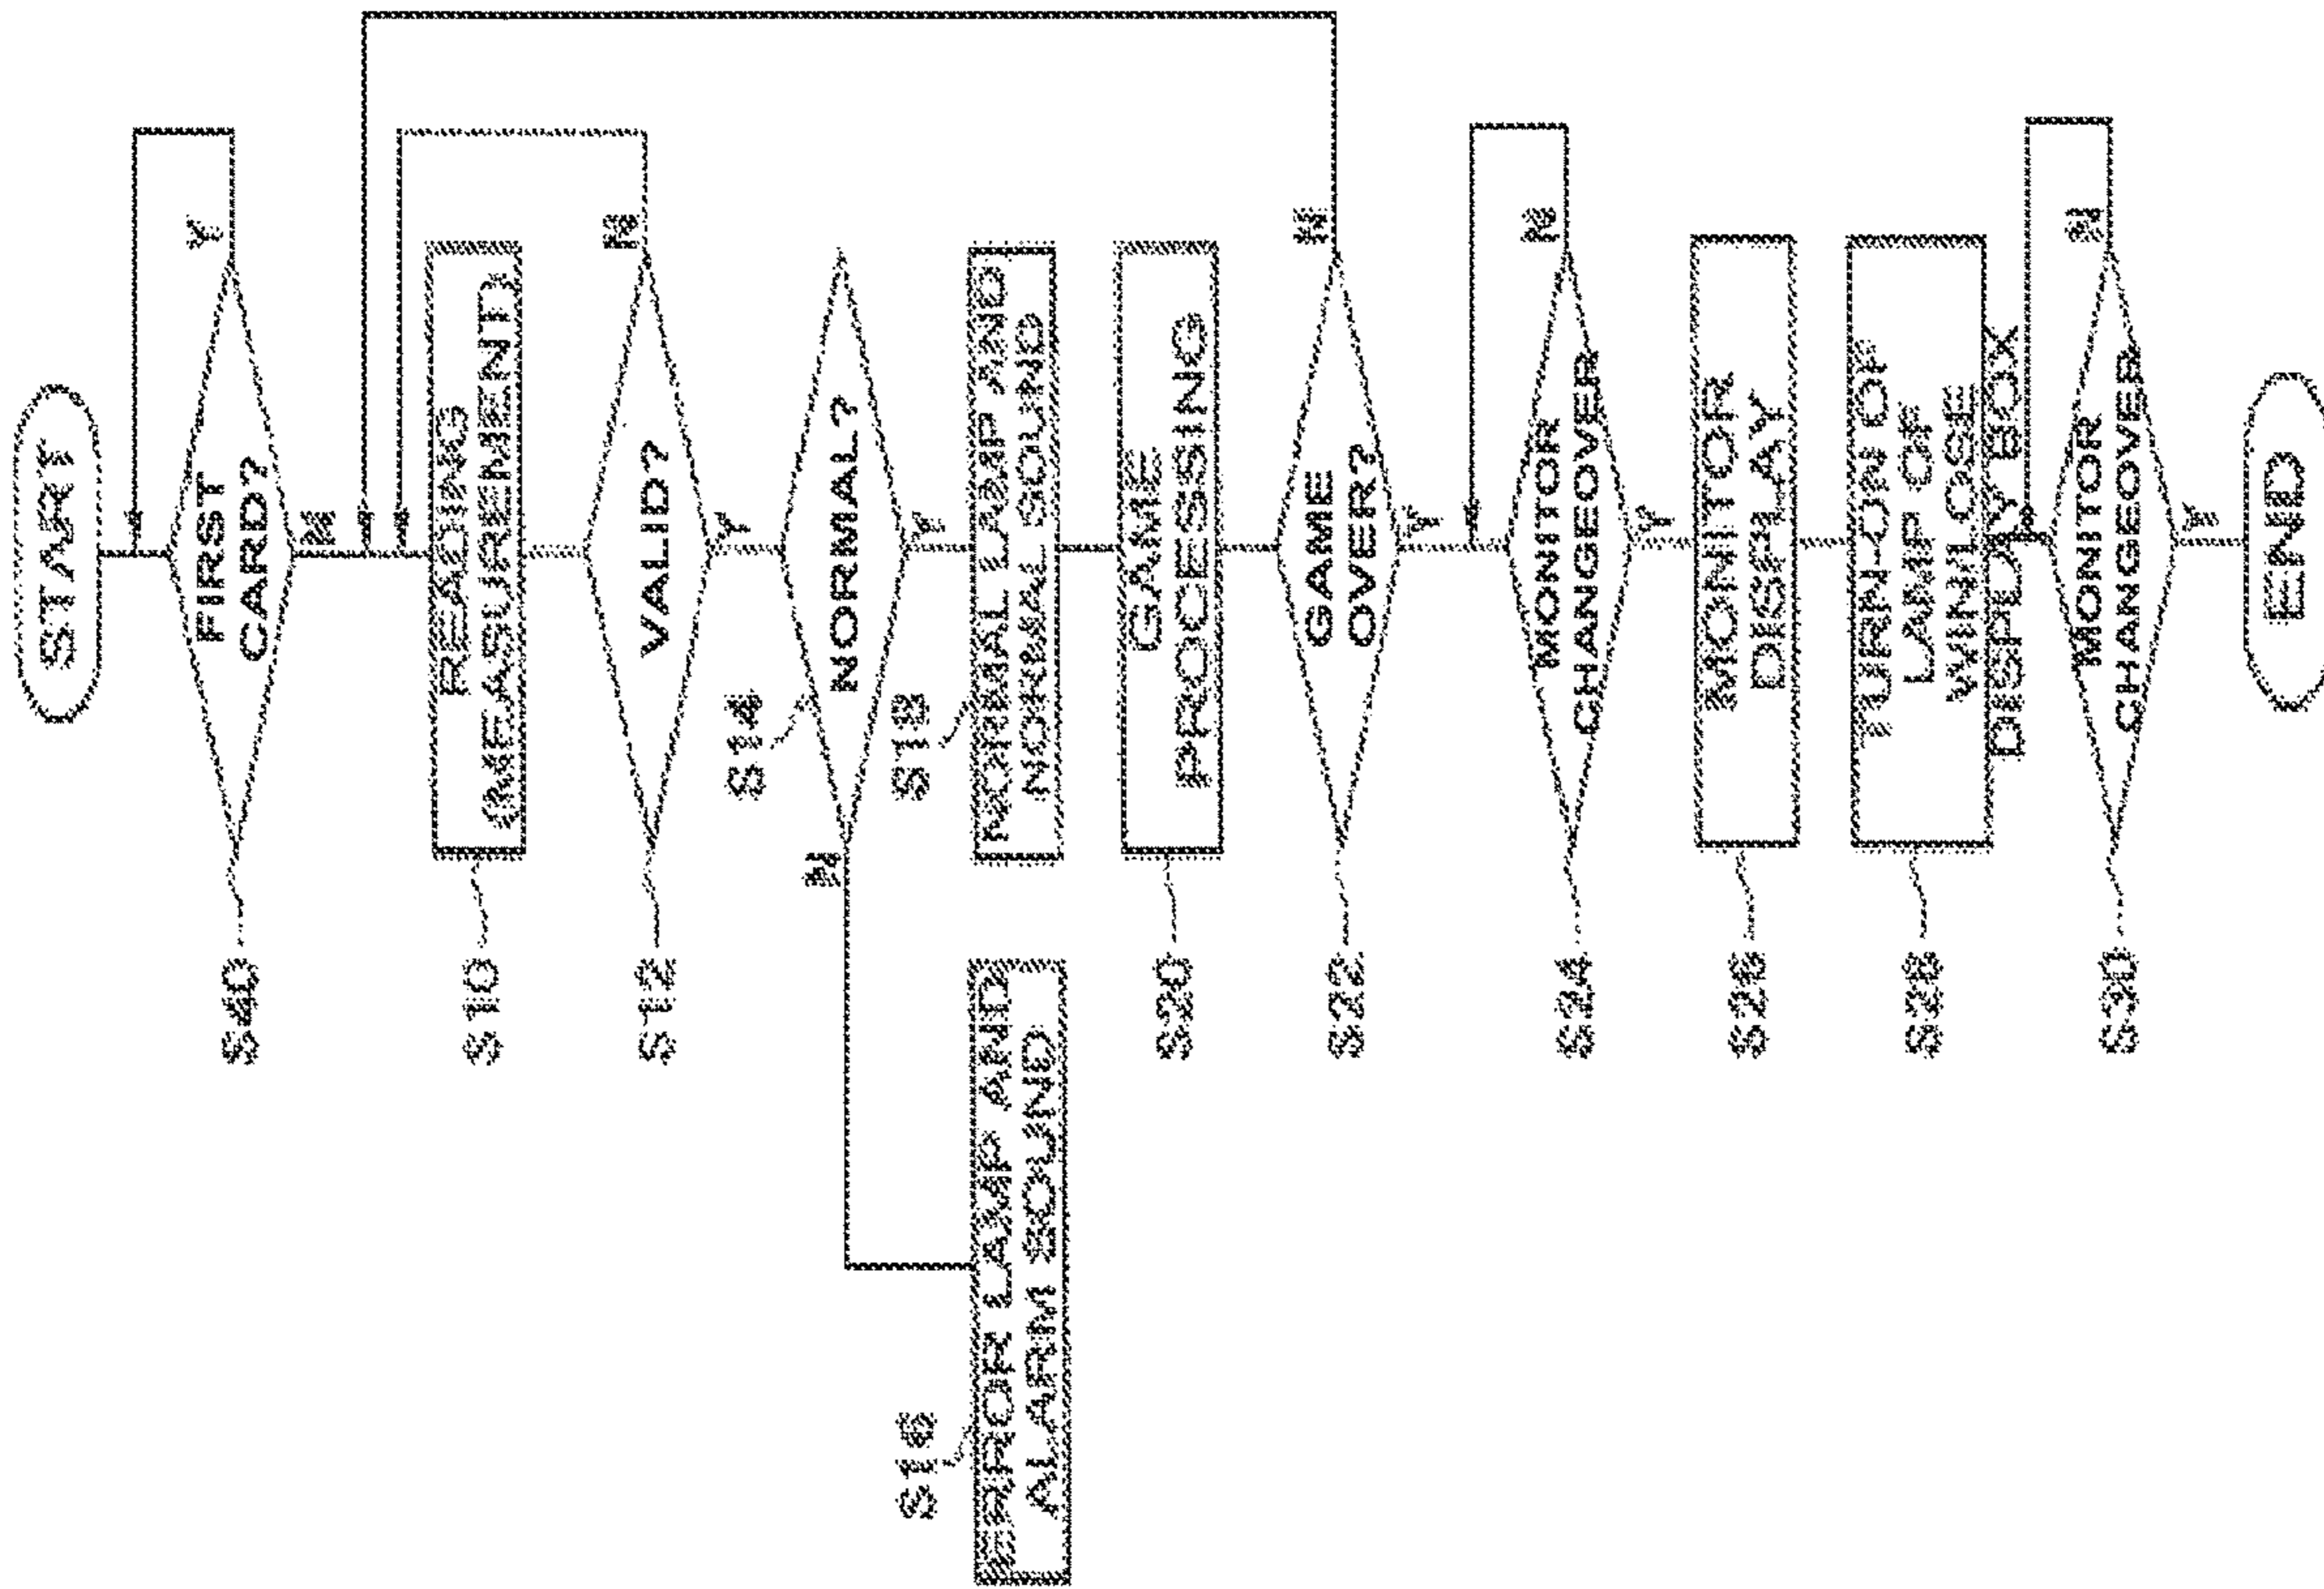 START
S40
FIRST
CARD?
Y
N
S10
READING
(MEASUREMENT)
S12
VALID?
N
Y
S14
NORMAL?
N
Y
S16
ERROR LAMP AND
ALARM SOUND
S18
NORMAL LAMP AND
NORMAL SOUND
S20
GAME
PROCESSING
S22
GAME
OVER?
N
Y
S24
MONITOR
CHANGEOVER
N
Y
S26
MONITOR
DISPLAY
S28
TURN-ON OF
LAMP OF
WIN/LOSE
DISPLAY BOX
S30
MONITOR
CHANGEOVER
N
Y
END